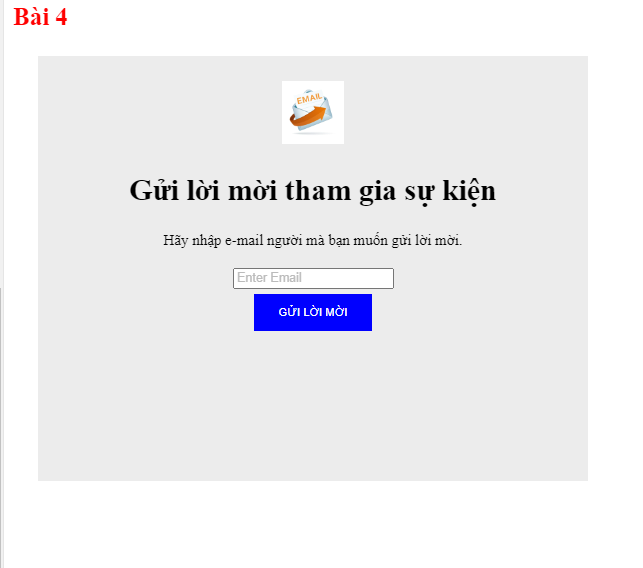 Bài 4
EMAIL
Gửi lời mời tham gia sự kiện
Hãy nhập e-mail người mà bạn muốn gửi lời mời.
Enter Email
GỬI LỜI MỜI